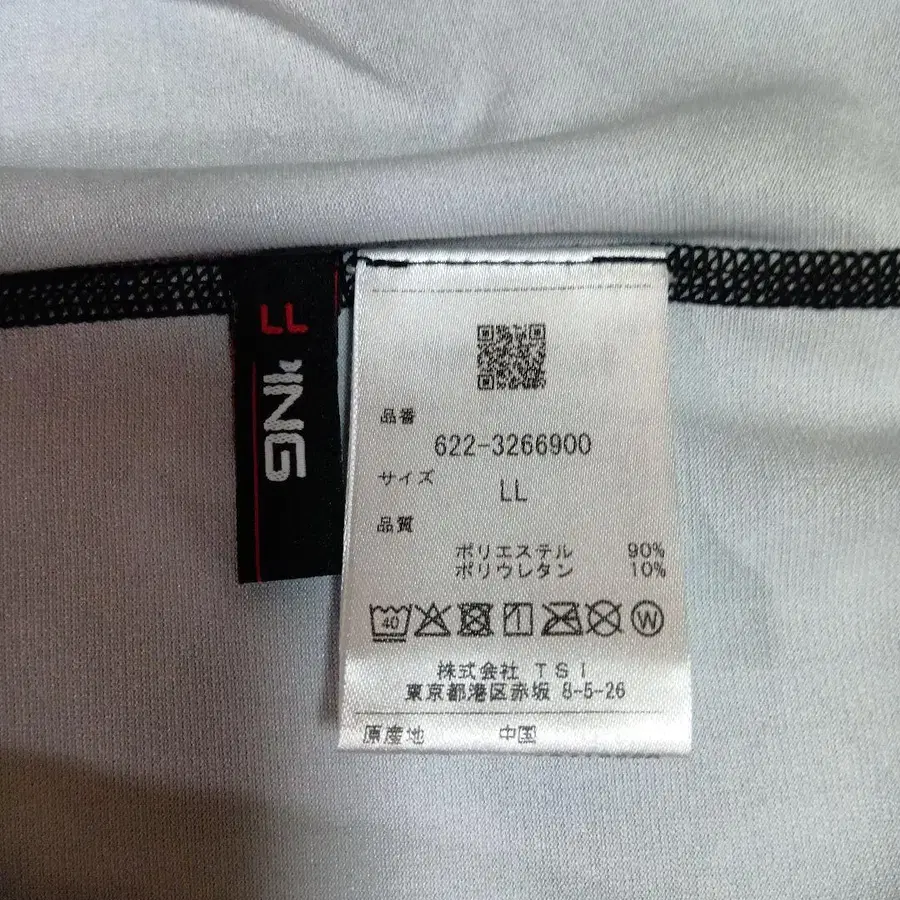 LL
品番
622-3266900
サイズ
LL
品質
ポリエステル 90%
ポリウレタン 10%
40
W
株式会社 TSI
東京都港区赤坂 8-5-26
原産地 中国